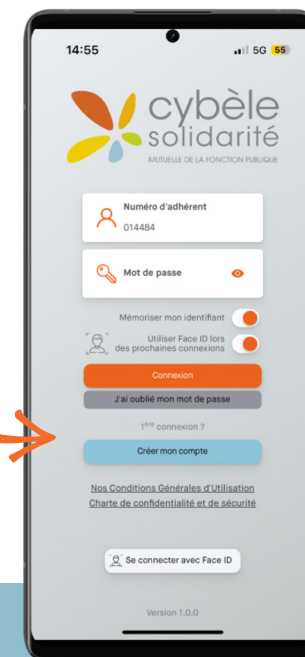 14:55
5G 55
cybèle
solidarité
MUTUELLE DE LA FONCTION PUBLIQUE
Numéro d'adhérent
014484
Mot de passe
Mémoriser mon identifiant
Utiliser Face ID lors
des prochaines connexions
Connexion
J'ai oublié mon mot de passe
1ère connexion ?
Créer mon compte
Nos Conditions Générales d'Utilisation
Charte de confidentialité et de sécurité
Se connecter avec Face ID
Version 1.0.0